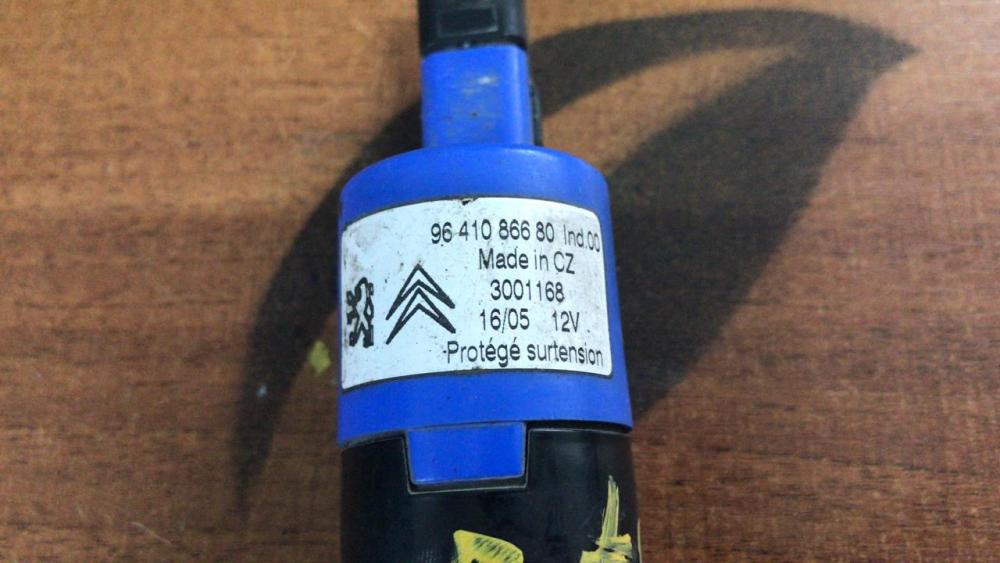 96 410 866 80 Ind.00
Made in CZ
3001168
16/05 12V
Protégé surtension